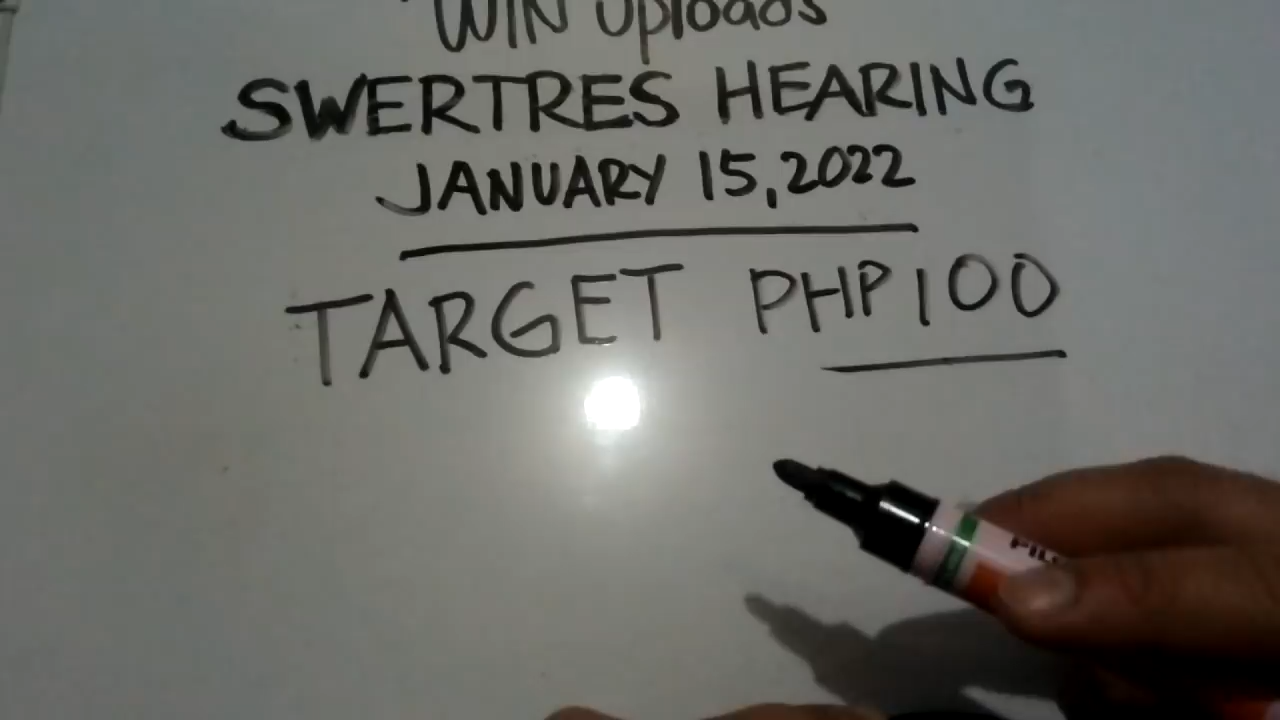 WIN Uploads
SWERTRES HEARING
JANUARY 15,2022
TARGET PHP100